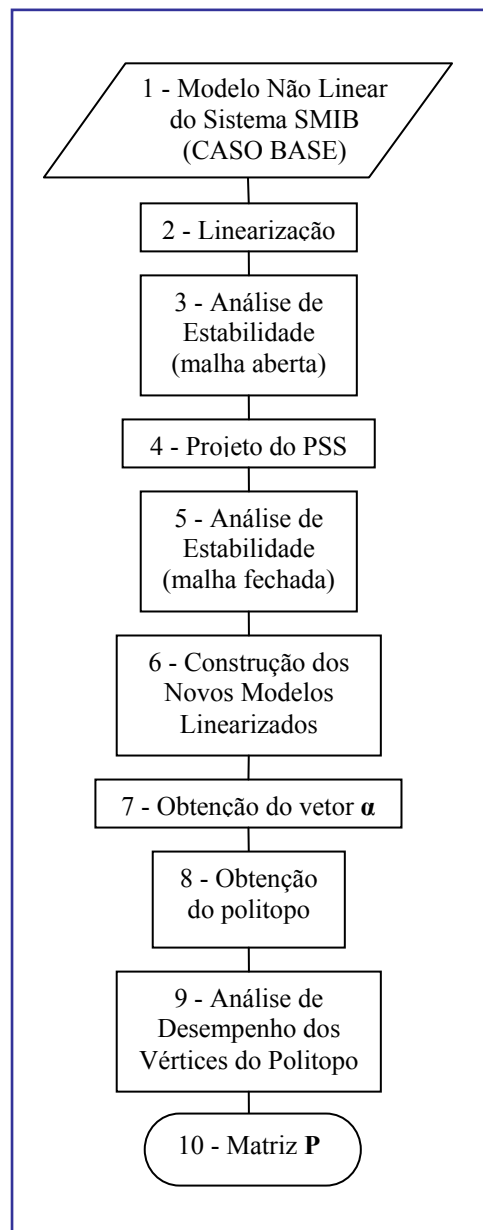 1 - Modelo Não Linear
do Sistema SMIB
(CASO BASE)
2 - Linearização
3 - Análise de
Estabilidade
(malha aberta)
4 - Projeto do PSS
5 - Análise de
Estabilidade
(malha fechada)
6 - Construção dos
Novos Modelos
Linearizados
7 - Obtenção do vetor α
8 - Obtenção
do politopo
9 - Análise de
Desempenho dos
Vértices do Politopo
10 - Matriz P